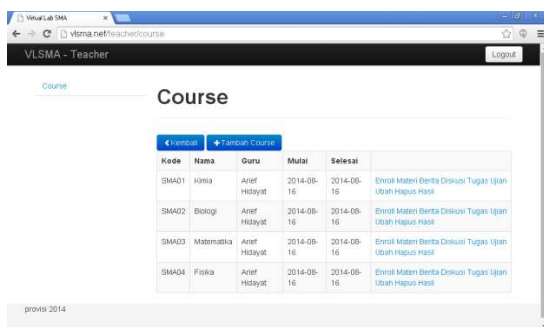 Virtual Lab SMA
vlsma.net/teacher/course
VLSMA - Teacher
Logout
Course
Course
Kembali
Tambah Course
Kode Nama Guru Mulai Selesai
SMA01 Kimia Arief Hidayat 2014-08-16 2014-08-16 Enroll Materi Berita Diskusi Tugas Ujian
Ubah Hapus Hasil
SMA02 Biologi Arief Hidayat 2014-08-16 2014-08-16 Enroll Materi Berita Diskusi Tugas Ujian
Ubah Hapus Hasil
SMA03 Matematika Arief Hidayat 2014-08-16 2014-08-16 Enroll Materi Berita Diskusi Tugas Ujian
Ubah Hapus Hasil
SMA04 Fisika Arief Hidayat 2014-08-16 2014-08-16 Enroll Materi Berita Diskusi Tugas Ujian
Ubah Hapus Hasil
provisi 2014